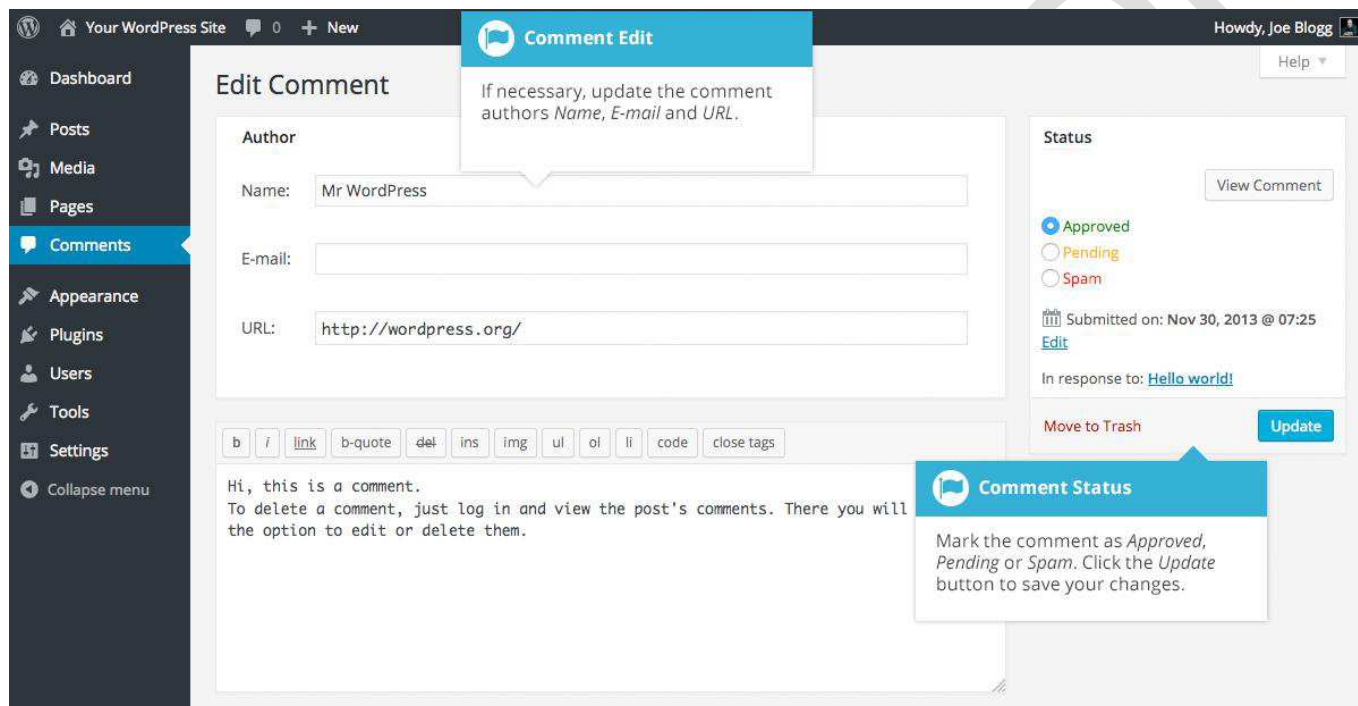 Your WordPress Site 0 + New
Howdy, Joe Blogg
Help
Dashboard
Posts
Media
Pages
Comments
Appearance
Plugins
Users
Tools
Settings
Collapse menu
Edit Comment
Comment Edit
If necessary, update the comment
authors Name, E-mail and URL.
Author
Name: Mr WordPress
E-mail:
URL: http://wordpress.org/
b i link b-quote del ins img ul ol li code close tags
Hi, this is a comment.
To delete a comment, just log in and view the post's comments. There you will
the option to edit or delete them.
Status
View Comment
Approved
Pending
Spam
Submitted on: Nov 30, 2013 @ 07:25
Edit
In response to: Hello world!
Move to Trash Update
Comment Status
Mark the comment as Approved,
Pending or Spam. Click the Update
button to save your changes.